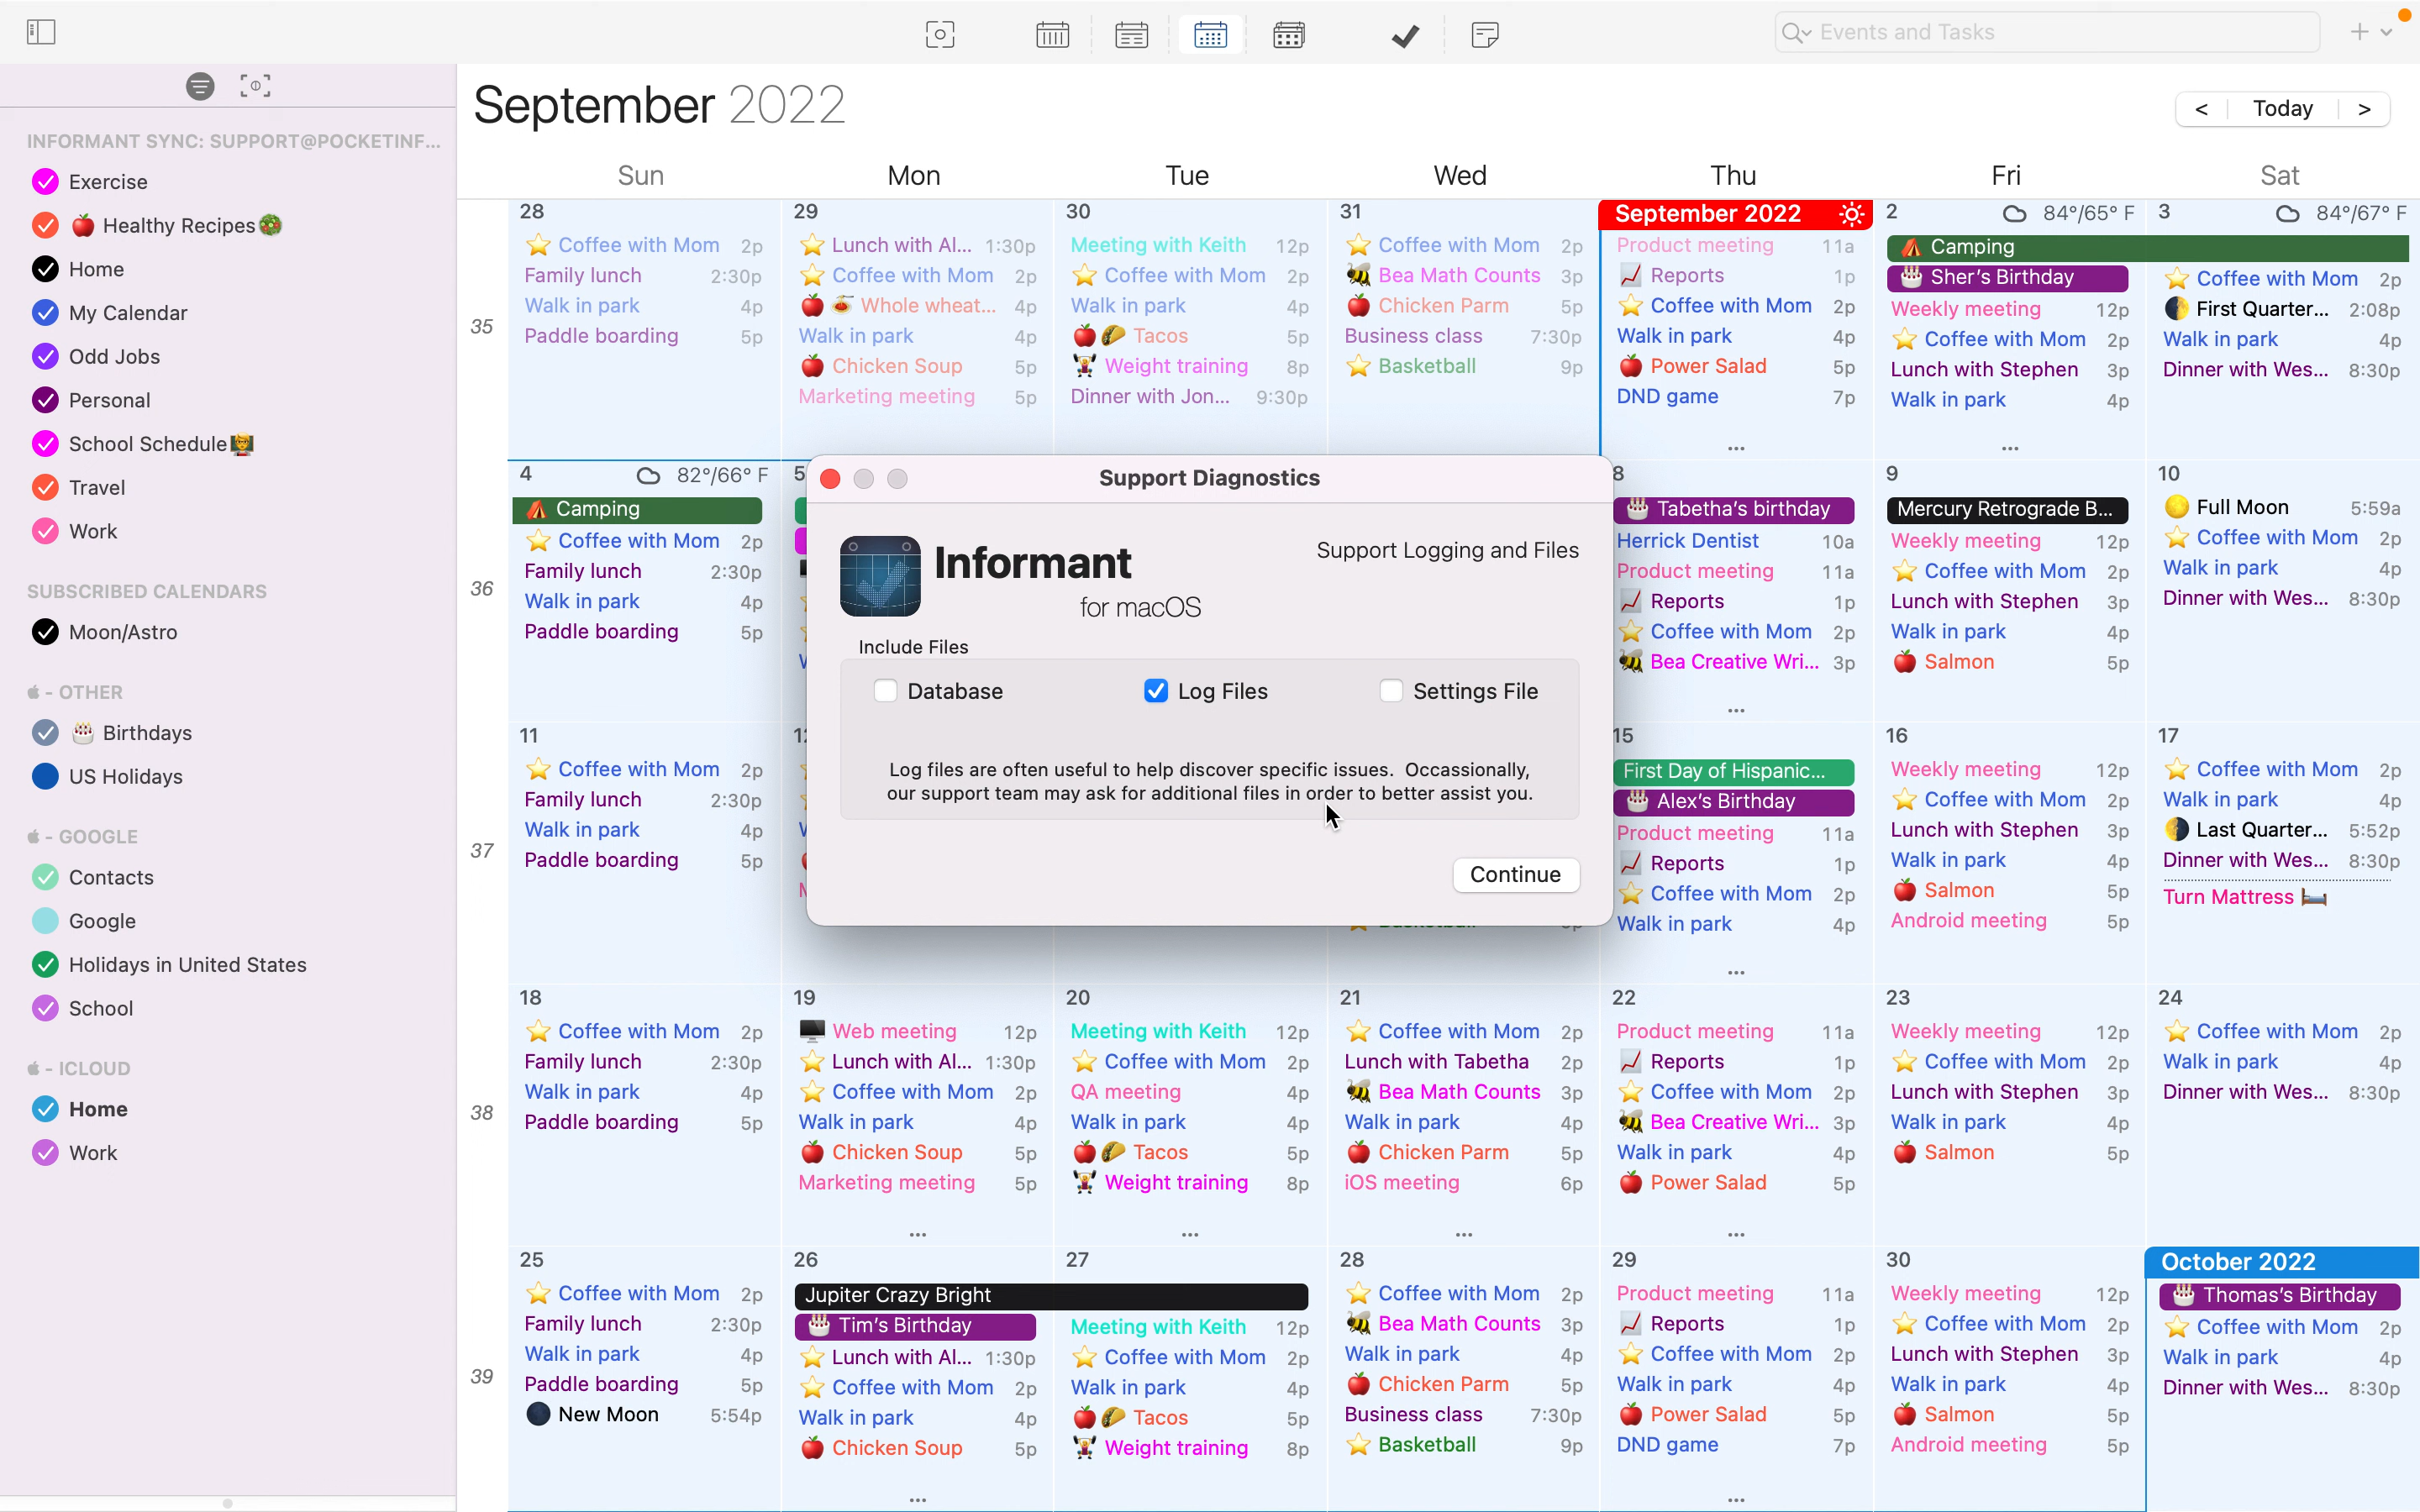 Events and Tasks
INFORMANT SYNC: SUPPORT@POCKETINF...
Exercise
Healthy Recipes
Home
My Calendar
Odd Jobs
Personal
School Schedule
Travel
Work
SUBSCRIBED CALENDARS
Moon/Astro
- OTHER
Birthdays
US Holidays
- GOOGLE
Contacts
Google
Holidays in United States
School
- ICLOUD
Home
Work
September 2022
< Today >
Sun Mon Tue Wed Thu Fri Sat
35
28
Coffee with Mom 2p
Family lunch 2:30p
Walk in park 4p
Paddle boarding 5p
29
Lunch with Al... 1:30p
Coffee with Mom 2p
Whole wheat... 4p
Walk in park 4p
Chicken Soup 5p
Marketing meeting 5p
30
Meeting with Keith 12p
Coffee with Mom 2p
Walk in park 4p
Tacos 5p
Weight training 8p
Dinner with Jon... 9:30p
31
Coffee with Mom 2p
Bea Math Counts 3p
Chicken Parm 5p
Business class 7:30p
Basketball 9p
September 2022
Product meeting 11a
Reports 1p
Coffee with Mom 2p
Walk in park 4p
Power Salad 5p
DND game 7p
...
2 84°/65° F
Camping
Sher's Birthday
Weekly meeting 12p
Coffee with Mom 2p
Lunch with Stephen 3p
Walk in park 4p
...
3 84°/67° F
Coffee with Mom 2p
First Quarter... 2:08p
Walk in park 4p
Dinner with Wes... 8:30p
36
4 82°/66° F
Camping
Coffee with Mom 2p
Family lunch 2:30p
Walk in park 4p
Paddle boarding 5p
5
Support Diagnostics
Informant
for macOS
Support Logging and Files
Include Files
Database Log Files Settings File
Log files are often useful to help discover specific issues. Occassionally,
our support team may ask for additional files in order to better assist you.
Continue
8
Tabetha's birthday
Herrick Dentist 10a
Product meeting 11a
Reports 1p
Coffee with Mom 2p
Bea Creative Wri... 3p
...
9
Mercury Retrograde B...
Weekly meeting 12p
Coffee with Mom 2p
Lunch with Stephen 3p
Walk in park 4p
Salmon 5p
10
Full Moon 5:59a
Coffee with Mom 2p
Walk in park 4p
Dinner with Wes... 8:30p
37
11
Coffee with Mom 2p
Family lunch 2:30p
Walk in park 4p
Paddle boarding 5p
15
First Day of Hispanic...
Alex's Birthday
Product meeting 11a
Reports 1p
Coffee with Mom 2p
Walk in park 4p
...
16
Weekly meeting 12p
Coffee with Mom 2p
Lunch with Stephen 3p
Walk in park 4p
Salmon 5p
Android meeting 5p
17
Coffee with Mom 2p
Walk in park 4p
Last Quarter... 5:52p
Dinner with Wes... 8:30p
Turn Mattress
38
18
Coffee with Mom 2p
Family lunch 2:30p
Walk in park 4p
Paddle boarding 5p
19
Web meeting 12p
Lunch with Al... 1:30p
Coffee with Mom 2p
Walk in park 4p
Chicken Soup 5p
Marketing meeting 5p
...
20
Meeting with Keith 12p
Coffee with Mom 2p
QA meeting 4p
Walk in park 4p
Tacos 5p
Weight training 8p
...
21
Coffee with Mom 2p
Lunch with Tabetha 2p
Bea Math Counts 3p
Walk in park 4p
Chicken Parm 5p
iOS meeting 6p
...
22
Product meeting 11a
Reports 1p
Coffee with Mom 2p
Bea Creative Wri... 3p
Walk in park 4p
Power Salad 5p
...
23
Weekly meeting 12p
Coffee with Mom 2p
Lunch with Stephen 3p
Walk in park 4p
Salmon 5p
24
Coffee with Mom 2p
Walk in park 4p
Dinner with Wes... 8:30p
39
25
Coffee with Mom 2p
Family lunch 2:30p
Walk in park 4p
Paddle boarding 5p
New Moon 5:54p
26
Jupiter Crazy Bright
Tim's Birthday
Lunch with Al... 1:30p
Coffee with Mom 2p
Walk in park 4p
Chicken Soup 5p
...
27
Meeting with Keith 12p
Coffee with Mom 2p
Walk in park 4p
Tacos 5p
Weight training 8p
28
Coffee with Mom 2p
Bea Math Counts 3p
Walk in park 4p
Chicken Parm 5p
Business class 7:30p
Basketball 9p
29
Product meeting 11a
Reports 1p
Coffee with Mom 2p
Walk in park 4p
Power Salad 5p
DND game 7p
...
30
Weekly meeting 12p
Coffee with Mom 2p
Lunch with Stephen 3p
Walk in park 4p
Salmon 5p
Android meeting 5p
October 2022
Thomas's Birthday
Coffee with Mom 2p
Walk in park 4p
Dinner with Wes... 8:30p